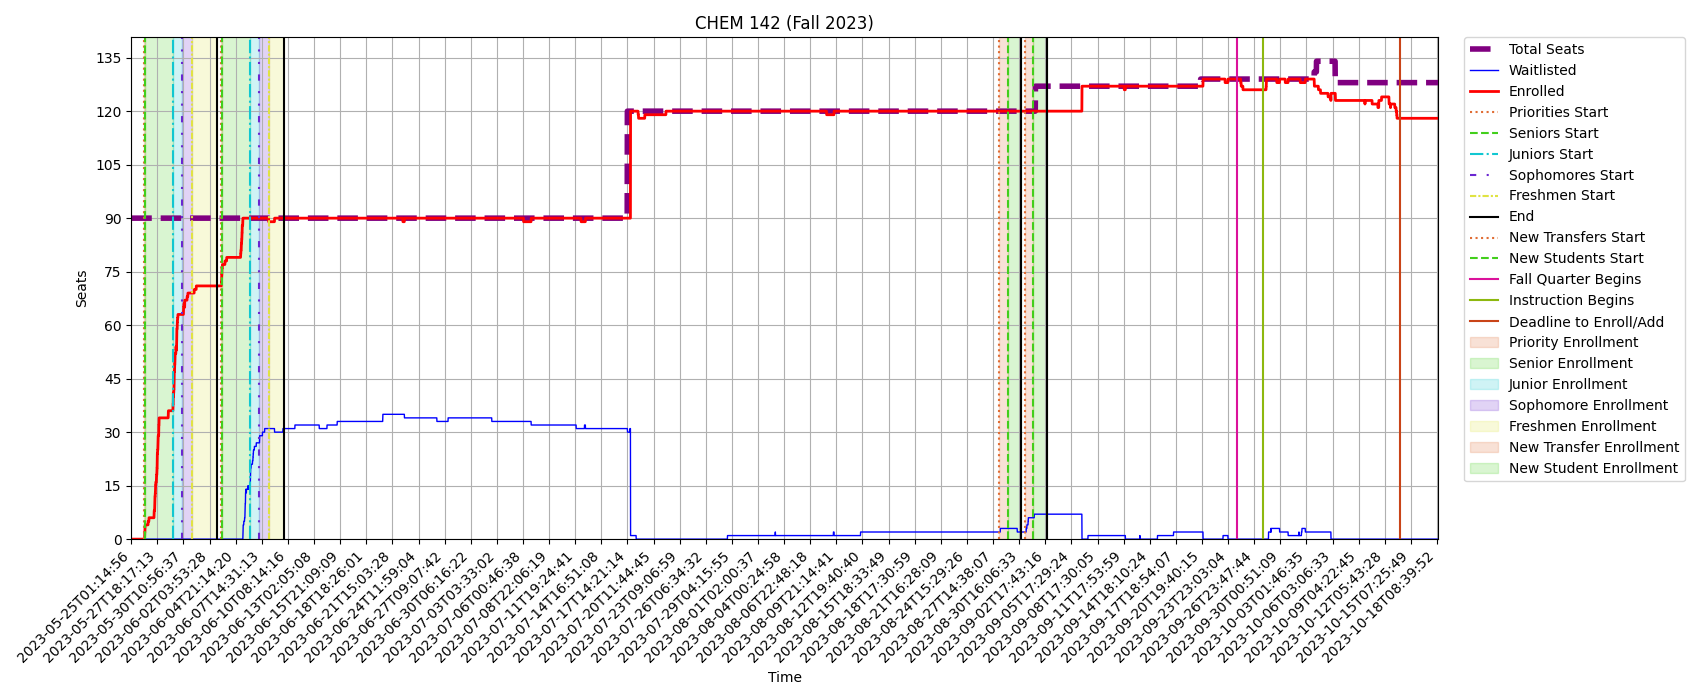 CHEM 142 (Fall 2023)
Seats
135
120
105
90
75
60
45
30
15
0
2023-05-25T01:14:56
2023-05-27T18:17:13
2023-05-30T10:56:37
2023-06-02T03:53:28
2023-06-04T21:14:20
2023-06-07T14:31:13
2023-06-10T08:14:16
2023-06-13T02:05:08
2023-06-15T21:09:09
2023-06-18T18:26:01
2023-06-21T15:03:28
2023-06-24T11:59:04
2023-06-27T09:07:42
2023-06-30T06:16:22
2023-07-03T03:33:02
2023-07-06T00:46:38
2023-07-08T22:06:19
2023-07-11T19:24:41
2023-07-14T16:51:08
2023-07-17T14:21:14
2023-07-20T11:44:45
2023-07-23T09:06:59
2023-07-26T06:34:32
2023-07-29T04:15:55
2023-08-01T02:00:37
2023-08-04T00:24:58
2023-08-06T22:48:18
2023-08-09T21:14:41
2023-08-12T19:40:40
2023-08-15T18:33:49
2023-08-18T17:30:59
2023-08-21T16:28:09
2023-08-24T15:29:26
2023-08-27T14:38:07
2023-08-30T16:06:33
2023-09-02T17:43:16
2023-09-05T17:29:24
2023-09-08T17:30:05
2023-09-11T17:53:59
2023-09-14T18:10:24
2023-09-17T18:54:07
2023-09-20T19:40:15
2023-09-23T23:03:04
2023-09-26T23:47:44
2023-09-30T00:51:09
2023-10-03T01:46:35
2023-10-06T03:06:33
2023-10-09T04:22:45
2023-10-12T05:43:28
2023-10-15T07:25:49
2023-10-18T08:39:52
Time
Total Seats
Waitlisted
Enrolled
Priorities Start
Seniors Start
Juniors Start
Sophomores Start
Freshmen Start
End
New Transfers Start
New Students Start
Fall Quarter Begins
Instruction Begins
Deadline to Enroll/Add
Priority Enrollment
Senior Enrollment
Junior Enrollment
Sophomore Enrollment
Freshmen Enrollment
New Transfer Enrollment
New Student Enrollment